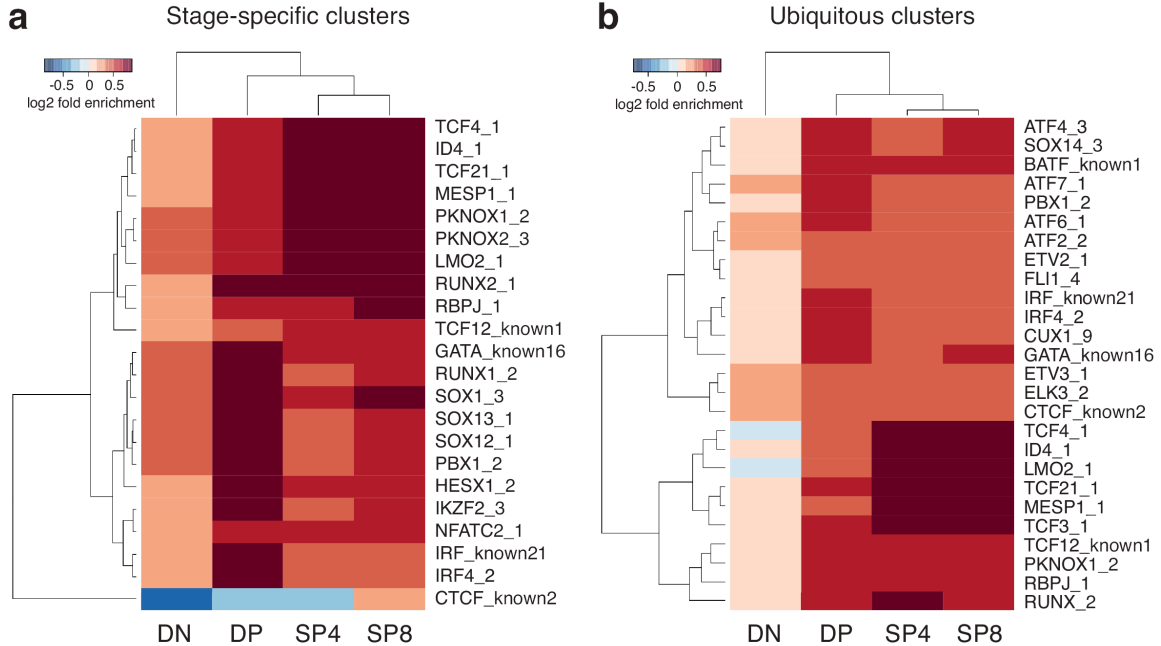 a
Stage-specific clusters
-0.5 0 0.5
log2 fold enrichment
TCF4_1
ID4_1
TCF21_1
MESP1_1
PKNOX1_2
PKNOX2_3
LMO2_1
RUNX2_1
RBPJ_1
TCF12_known1
GATA_known16
RUNX1_2
SOX1_3
SOX13_1
SOX12_1
PBX1_2
HESX1_2
IKZF2_3
NFATC2_1
IRF_known21
IRF4_2
CTCF_known2
DN DP SP4 SP8
b
Ubiquitous clusters
-0.5 0 0.5
log2 fold enrichment
ATF4_3
SOX14_3
BATF_known1
ATF7_1
PBX1_2
ATF6_1
ATF2_2
ETV2_1
FLI1_4
IRF_known21
IRF4_2
CUX1_9
GATA_known16
ETV3_1
ELK3_2
CTCF_known2
TCF4_1
ID4_1
LMO2_1
TCF21_1
MESP1_1
TCF3_1
TCF12_known1
PKNOX1_2
RBPJ_1
RUNX_2
DN DP SP4 SP8